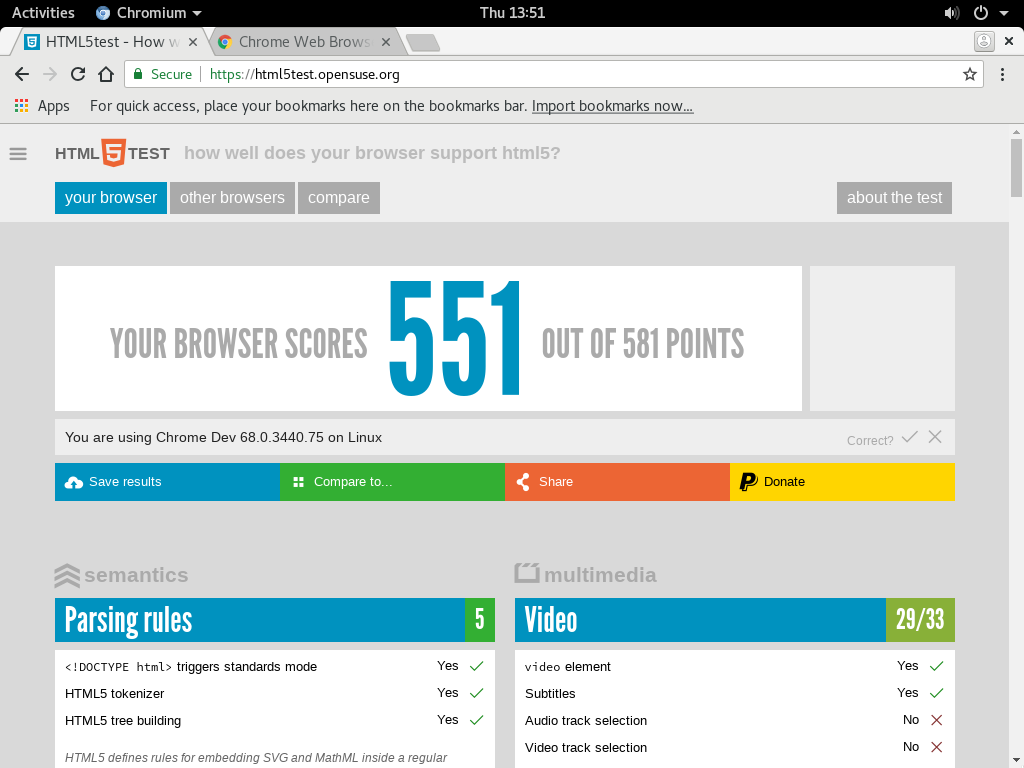 Activities Chromium Thu 13:51
HTML5test - How w Chrome Web Brows
Secure https://html5test.opensuse.org
Apps For quick access, place your bookmarks here on the bookmarks bar. Import bookmarks now...
HTML5TEST how well does your browser support html5?
your browser other browsers compare about the test
YOUR BROWSER SCORES 551 OUT OF 581 POINTS
You are using Chrome Dev 68.0.3440.75 on Linux Correct?
Save results Compare to... Share Donate
semantics
Parsing rules 5
<!DOCTYPE html> triggers standards mode Yes
HTML5 tokenizer Yes
HTML5 tree building Yes
HTML5 defines rules for embedding SVG and MathML inside a regular
multimedia
Video 29/33
video element Yes
Subtitles Yes
Audio track selection No
Video track selection No